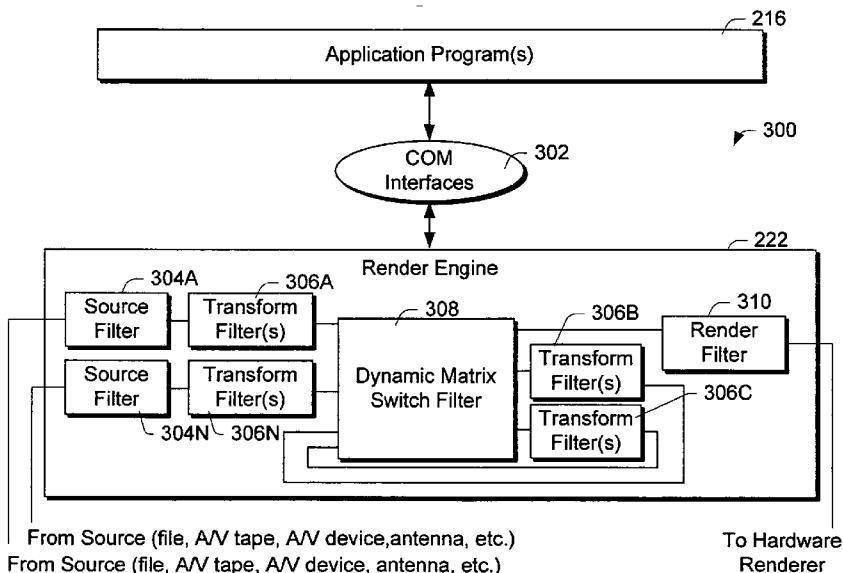 216
Application Program(s)
300
COM
Interfaces
302
222
Render Engine
304A
306A
Source
Filter
Transform
Filter(s)
308
306B
310
Render
Filter
Dynamic Matrix
Switch Filter
Transform
Filter(s)
Source
Filter
Transform
Filter(s)
306C
Transform
Filter(s)
304N
306N
From Source (file, A/V tape, A/V device,antenna, etc.)
From Source (file, A/V tape, A/V device, antenna, etc.)
To Hardware
Renderer